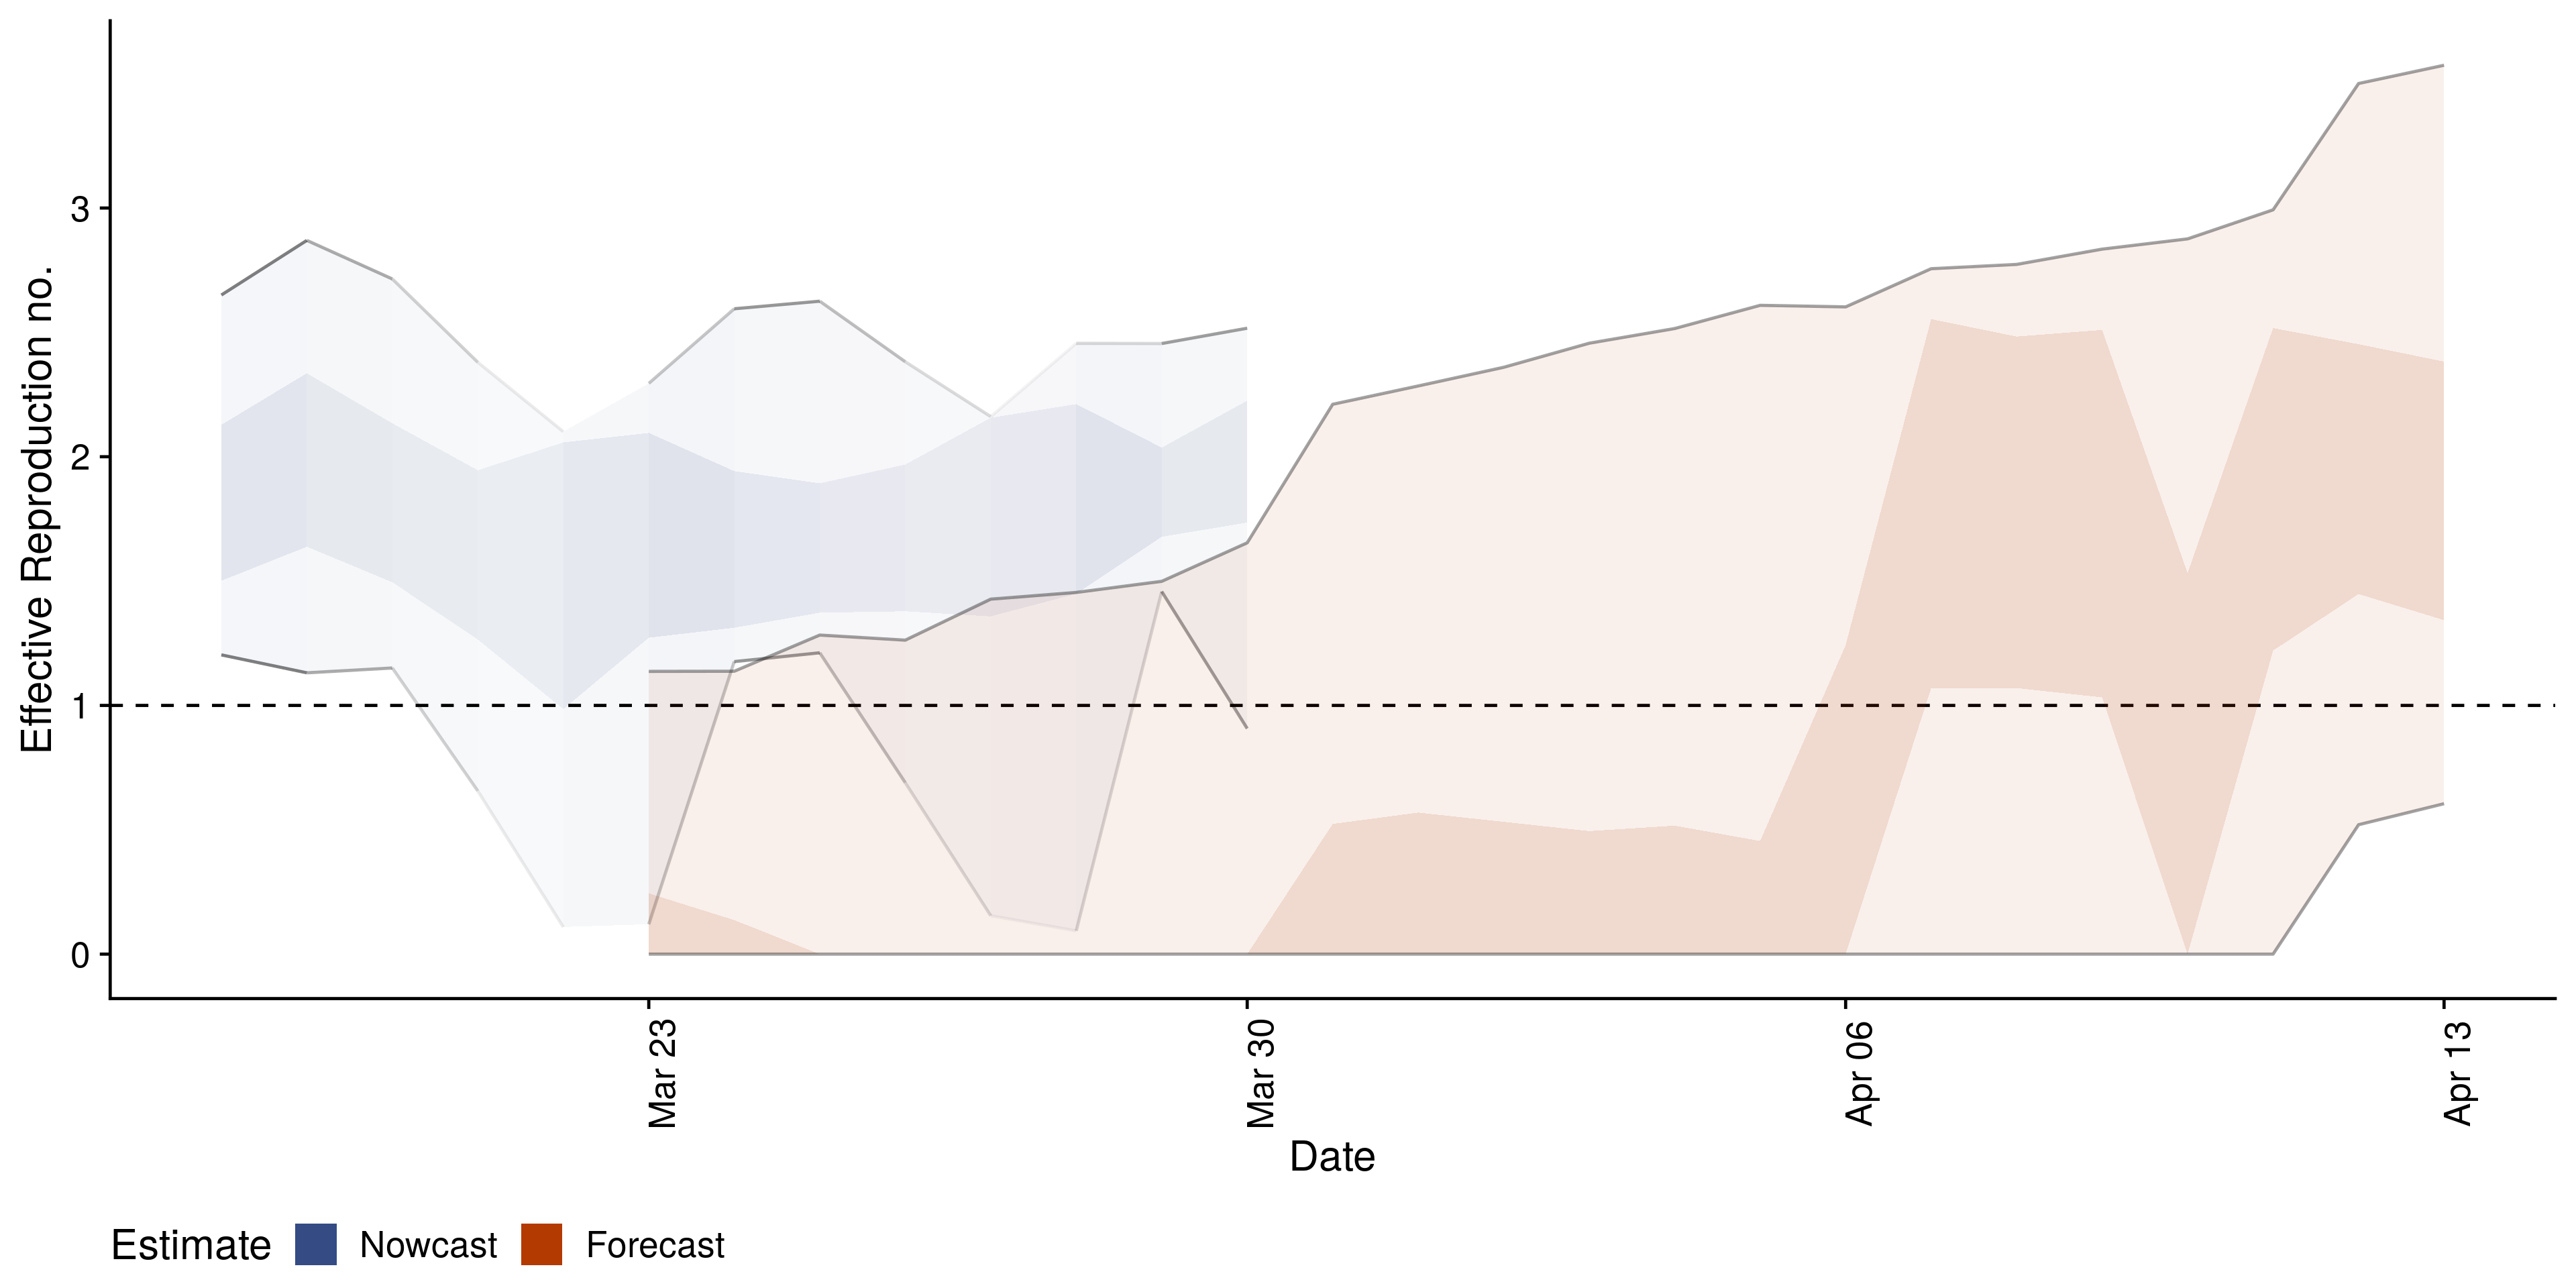 Effective Reproduction no.
3
2
1
0
Mar 23
Mar 30
Apr 06
Apr 13
Date
Estimate Nowcast Forecast